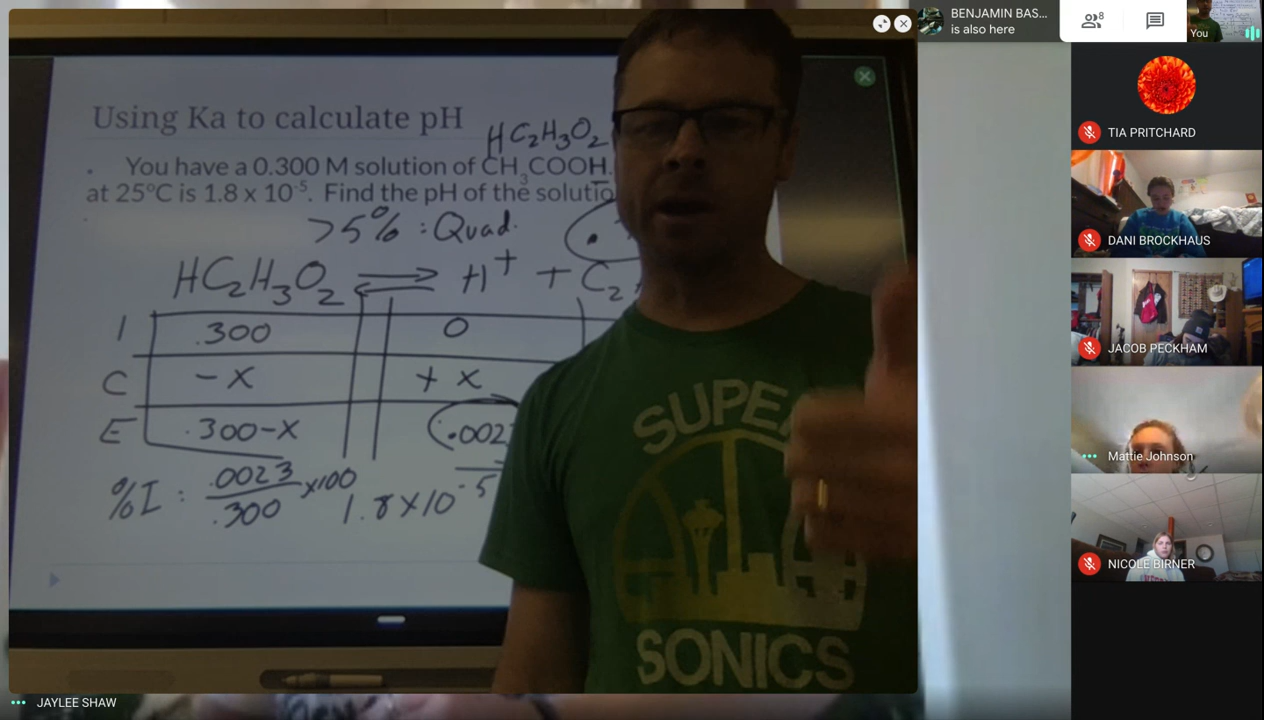 BENJAMIN BAS...
is also here
8
You
Using Ka to calculate pH
HC2H3O2
. You have a 0.300 M solution of CH3COOH.
at 25°C is 1.8 x 10-5. Find the pH of the solutio
>5% : Quad.
HC2H3O2 ⇌ H+ + C2
I .300 0
C - X + X
E .300-X .002
%I : .0023 x100
.300
1.8x10-5
SUPE
SONICS
TIA PRITCHARD
DANI BROCKHAUS
JACOB PECKHAM
Mattie Johnson
NICOLE BIRNER
JAYLEE SHAW